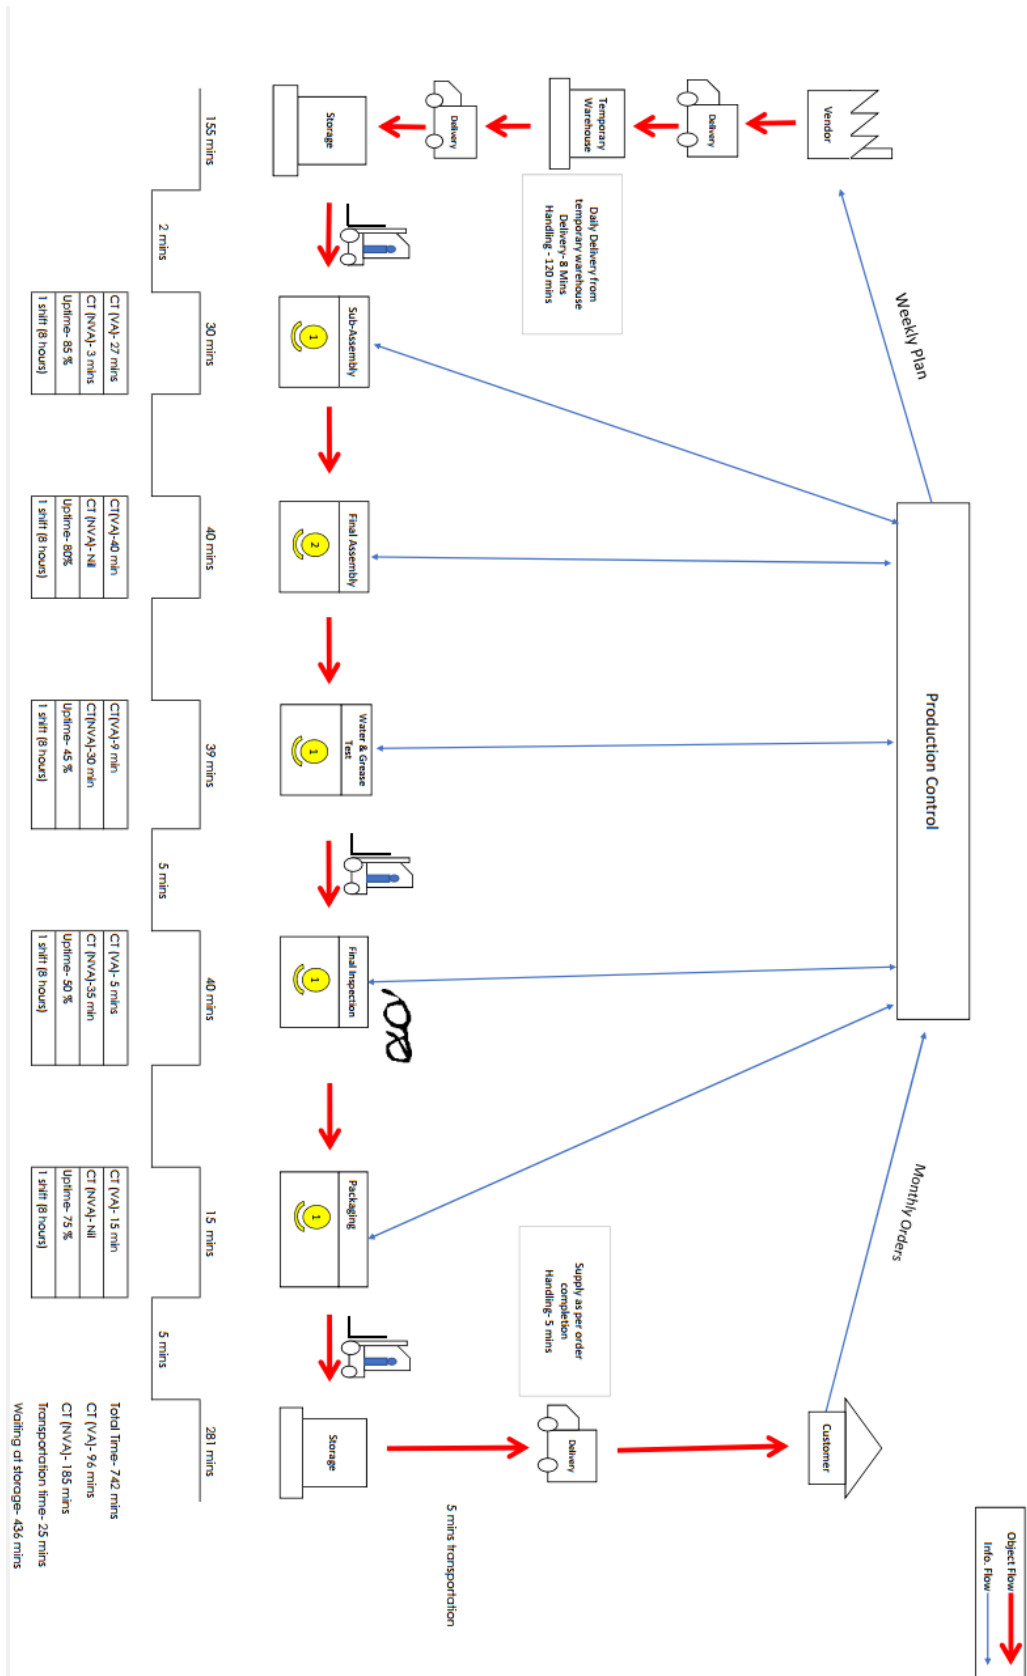 Object Flow
Info. Flow
Production Control
Weekly Plan
Monthly Orders
Vendor
Delivery
Temporary
Warehouse
Delivery
Storage
Daily Delivery from
temporary warehouse
Delivery- 8 Mins
Handling - 120 mins
Supply as per order
completion
Handling- 5 mins
Customer
Delivery
Storage
5 mins transportation
Sub-Assembly
1
Final Assembly
2
Water & Grease
Test
1
Final Inspection
1
Packaging
1
155 mins
2 mins
30 mins
40 mins
39 mins
5 mins
40 mins
15 mins
5 mins
281 mins
CT (VA)- 27 mins
CT (NVA)- 3 mins
Uptime- 85 %
1 shift (8 hours)
CT(VA)-40 min
CT (NVA)- Nil
Uptime- 80%
1 shift (8 hours)
CT(VA)-9 min
CT(NVA)-30 min
Uptime- 45 %
1 shift (8 hours)
CT (VA)- 5 mins
CT (NVA)-35 min
Uptime- 50 %
1 shift (8 hours)
CT (VA)- 15 min
CT (NVA)- Nil
Uptime- 75 %
1 shift (8 hours)
Total Time- 742 mins
CT (VA)- 96 mins
CT (NVA)- 185 mins
Transportation time- 25 mins
Waiting at storage- 436 mins